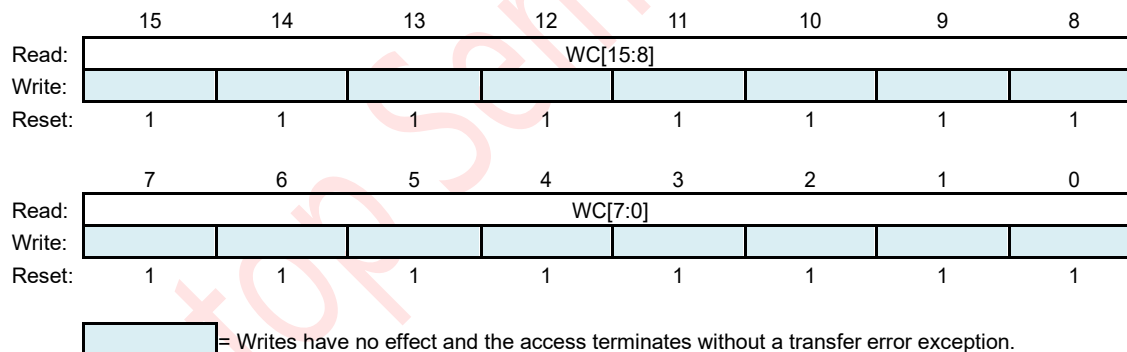 15 14 13 12 11 10 9 8
Read: WC[15:8]
Write:
Reset: 1 1 1 1 1 1 1 1
7 6 5 4 3 2 1 0
Read: WC[7:0]
Write:
Reset: 1 1 1 1 1 1 1 1
= Writes have no effect and the access terminates without a transfer error exception.